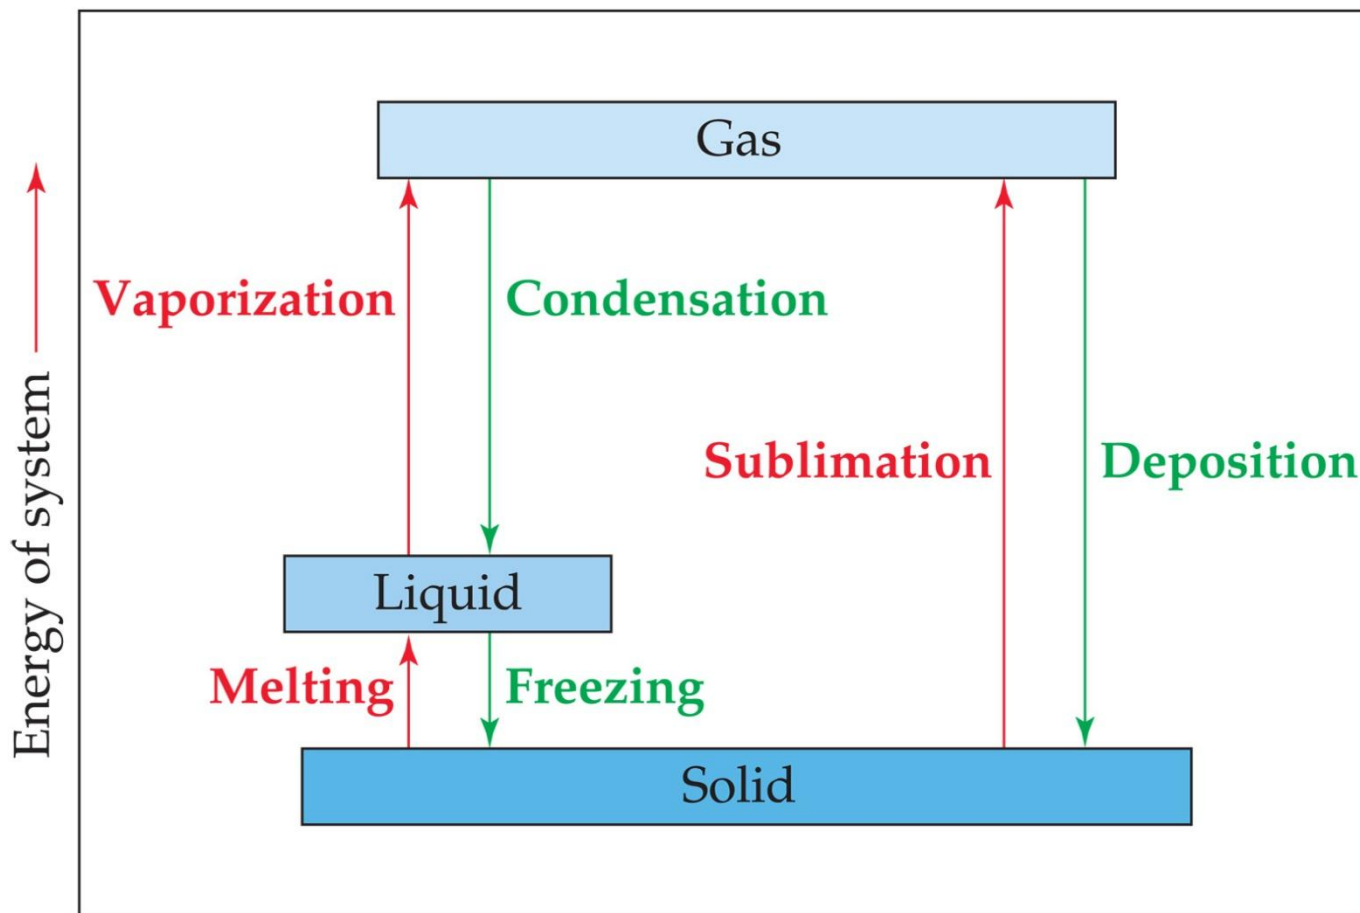 Energy of system
Gas
Vaporization
Condensation
Sublimation
Deposition
Liquid
Melting
Freezing
Solid